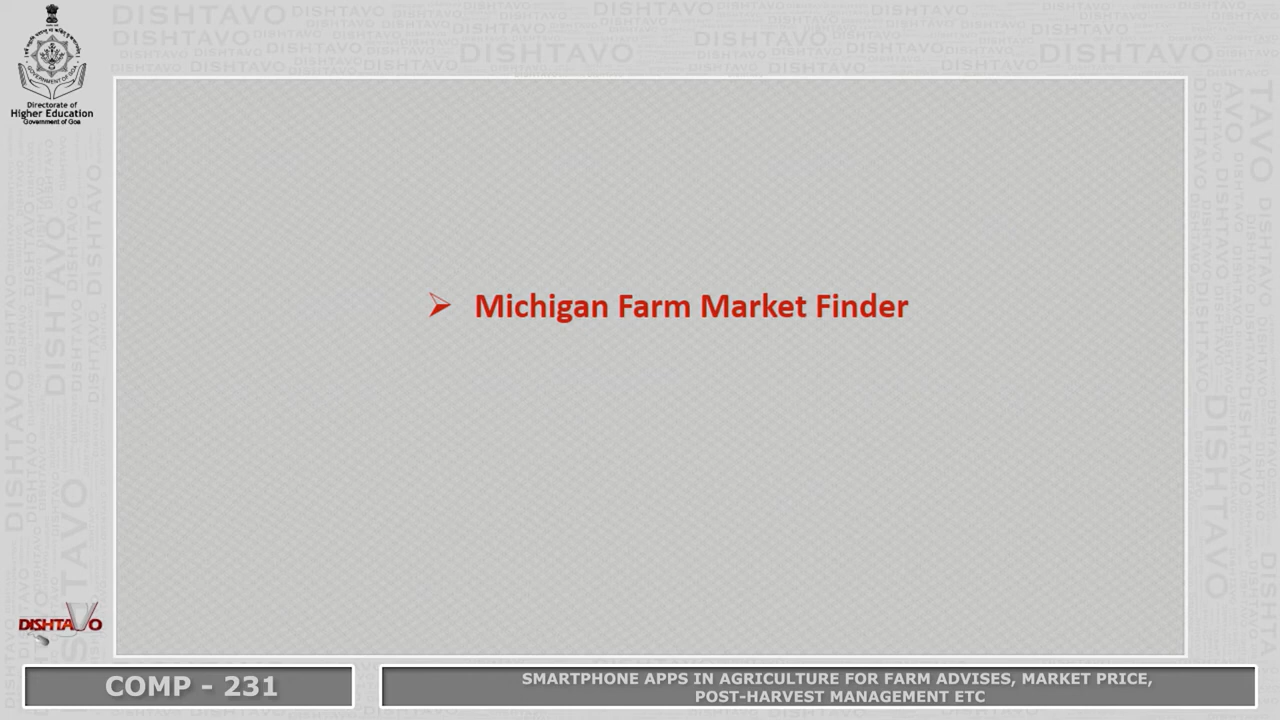 DISHTAVO
Directorate of
Higher Education
Government of Goa
➢ Michigan Farm Market Finder
DISHTAVO
COMP - 231
SMARTPHONE APPS IN AGRICULTURE FOR FARM ADVISES, MARKET PRICE,
POST-HARVEST MANAGEMENT ETC